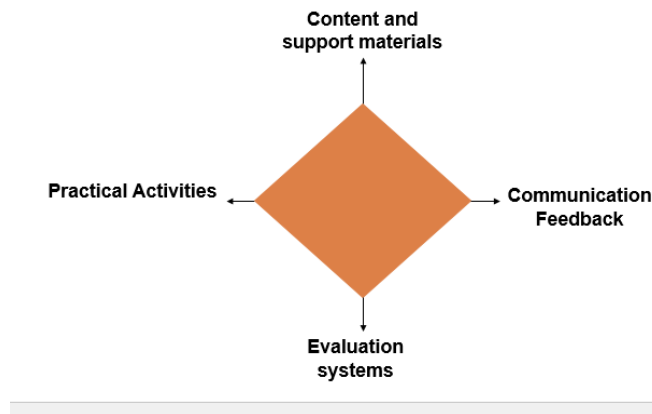 Content and
support materials
Practical Activities
Communication
Feedback
Evaluation
systems